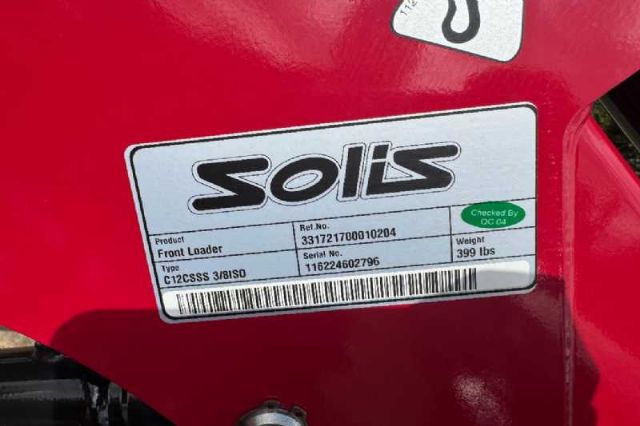 Solis
Product
Front Loader
Ref.No.
331721700010204
Checked By
QC 04
Type
C12CSSS 3/8ISO
Serial No.
116224602796
Weight
399 lbs